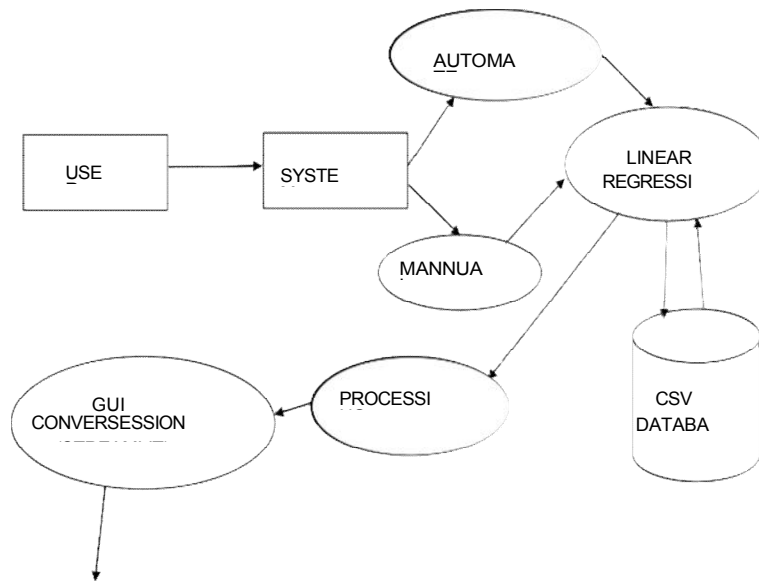 AUTOMA
USE
SYSTE
LINEAR
REGRESSI
MANNUA
PROCESSI
GUI
CONVERSESSION
CSV
DATABA